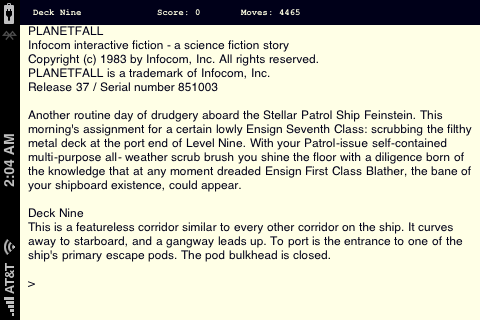 Deck Nine Score: 0 Moves: 4465
PLANETFALL
Infocom interactive fiction - a science fiction story
Copyright (c) 1983 by Infocom, Inc. All rights reserved.
PLANETFALL is a trademark of Infocom, Inc.
Release 37 / Serial number 851003
Another routine day of drudgery aboard the Stellar Patrol Ship Feinstein. This
morning's assignment for a certain lowly Ensign Seventh Class: scrubbing the filthy
metal deck at the port end of Level Nine. With your Patrol-issue self-contained
multi-purpose all- weather scrub brush you shine the floor with a diligence born of
the knowledge that at any moment dreaded Ensign First Class Blather, the bane of
your shipboard existence, could appear.
Deck Nine
This is a featureless corridor similar to every other corridor on the ship. It curves
away to starboard, and a gangway leads up. To port is the entrance to one of the
ship's primary escape pods. The pod bulkhead is closed.
>
2:04 AM
AT&T